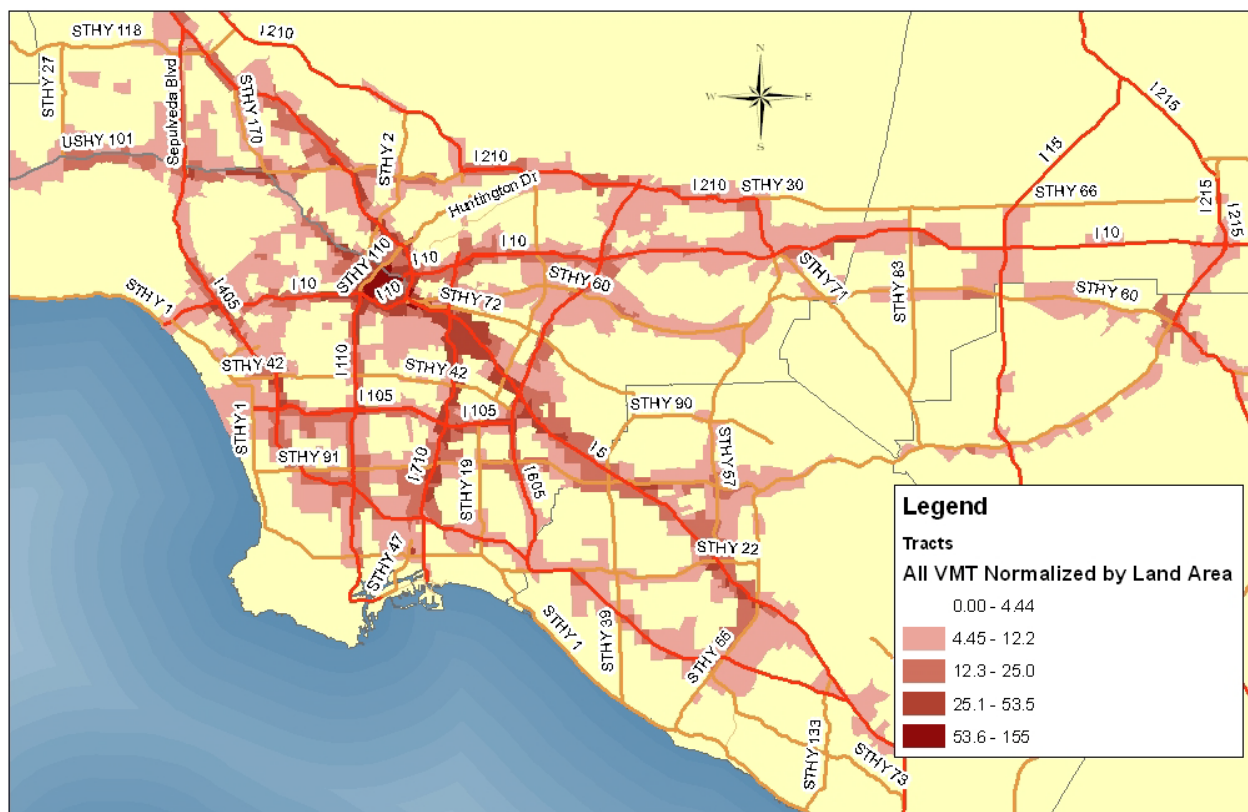 STHY 118
I 210
STHY 27
Sepulveda Blvd
STHY 170
USHY 101
STHY 2
N
W
E
S
I 215
I 15
I 210
Huntington Dr
I 210
STHY 30
STHY 66
I 215
I 215
STHY 110
I 10
I 10
I 10
STHY 1
I 405
I 10
I 10
STHY 72
STHY 60
STHY 71
STHY 83
STHY 60
STHY 42
I 110
STHY 42
STHY 1
I 105
I 105
STHY 90
I 5
STHY 91
I 710
STHY 19
I 605
STHY 57
STHY 47
STHY 22
STHY 1
STHY 39
STHY 55
STHY 133
STHY 73
Legend
Tracts
All VMT Normalized by Land Area
0.00 - 4.44
4.45 - 12.2
12.3 - 25.0
25.1 - 53.5
53.6 - 155